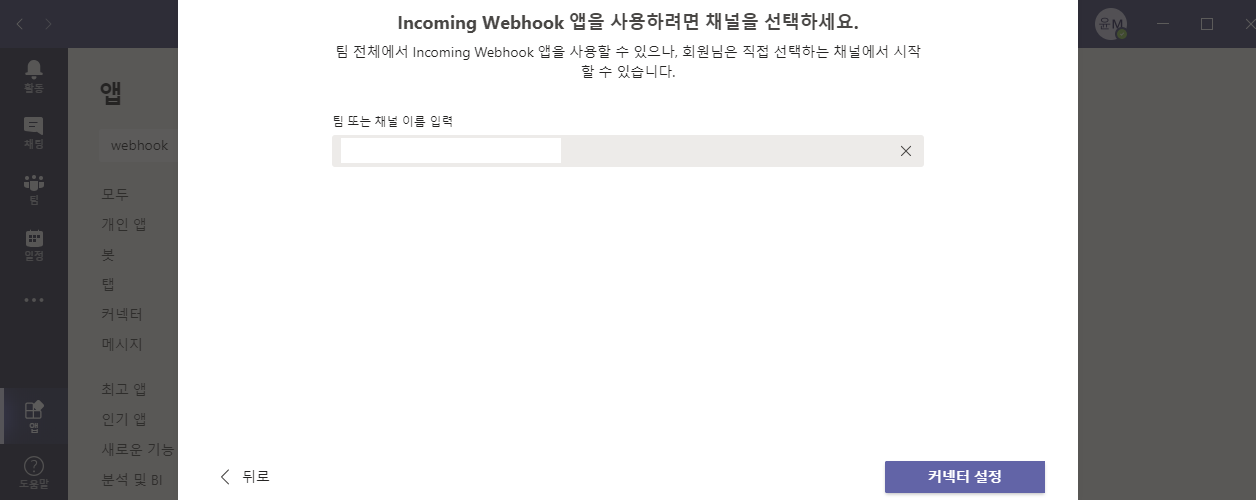 Incoming Webhook 앱을 사용하려면 채널을 선택하세요.
팀 전체에서 Incoming Webhook 앱을 사용할 수 있으나, 회원님은 직접 선택하는 채널에서 시작
할 수 있습니다.
팀 또는 채널 이름 입력
윤M
활동
채팅
팀
일정
앱
도움말
앱
webhook
모두
개인 앱
봇
탭
커넥터
메시지
최고 앱
인기 앱
새로운 기능
분석 및 BI
뒤로
커넥터 설정